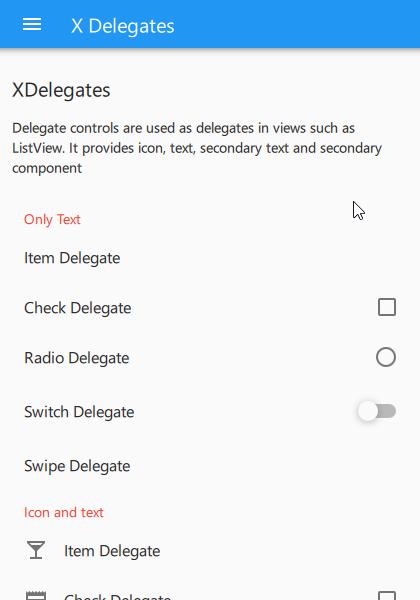 X Delegates
XDelegates
Delegate controls are used as delegates in views such as
ListView. It provides icon, text, secondary text and secondary
component
Only Text
Item Delegate
Check Delegate
Radio Delegate
Switch Delegate
Swipe Delegate
Icon and text
Item Delegate
Check Delegate